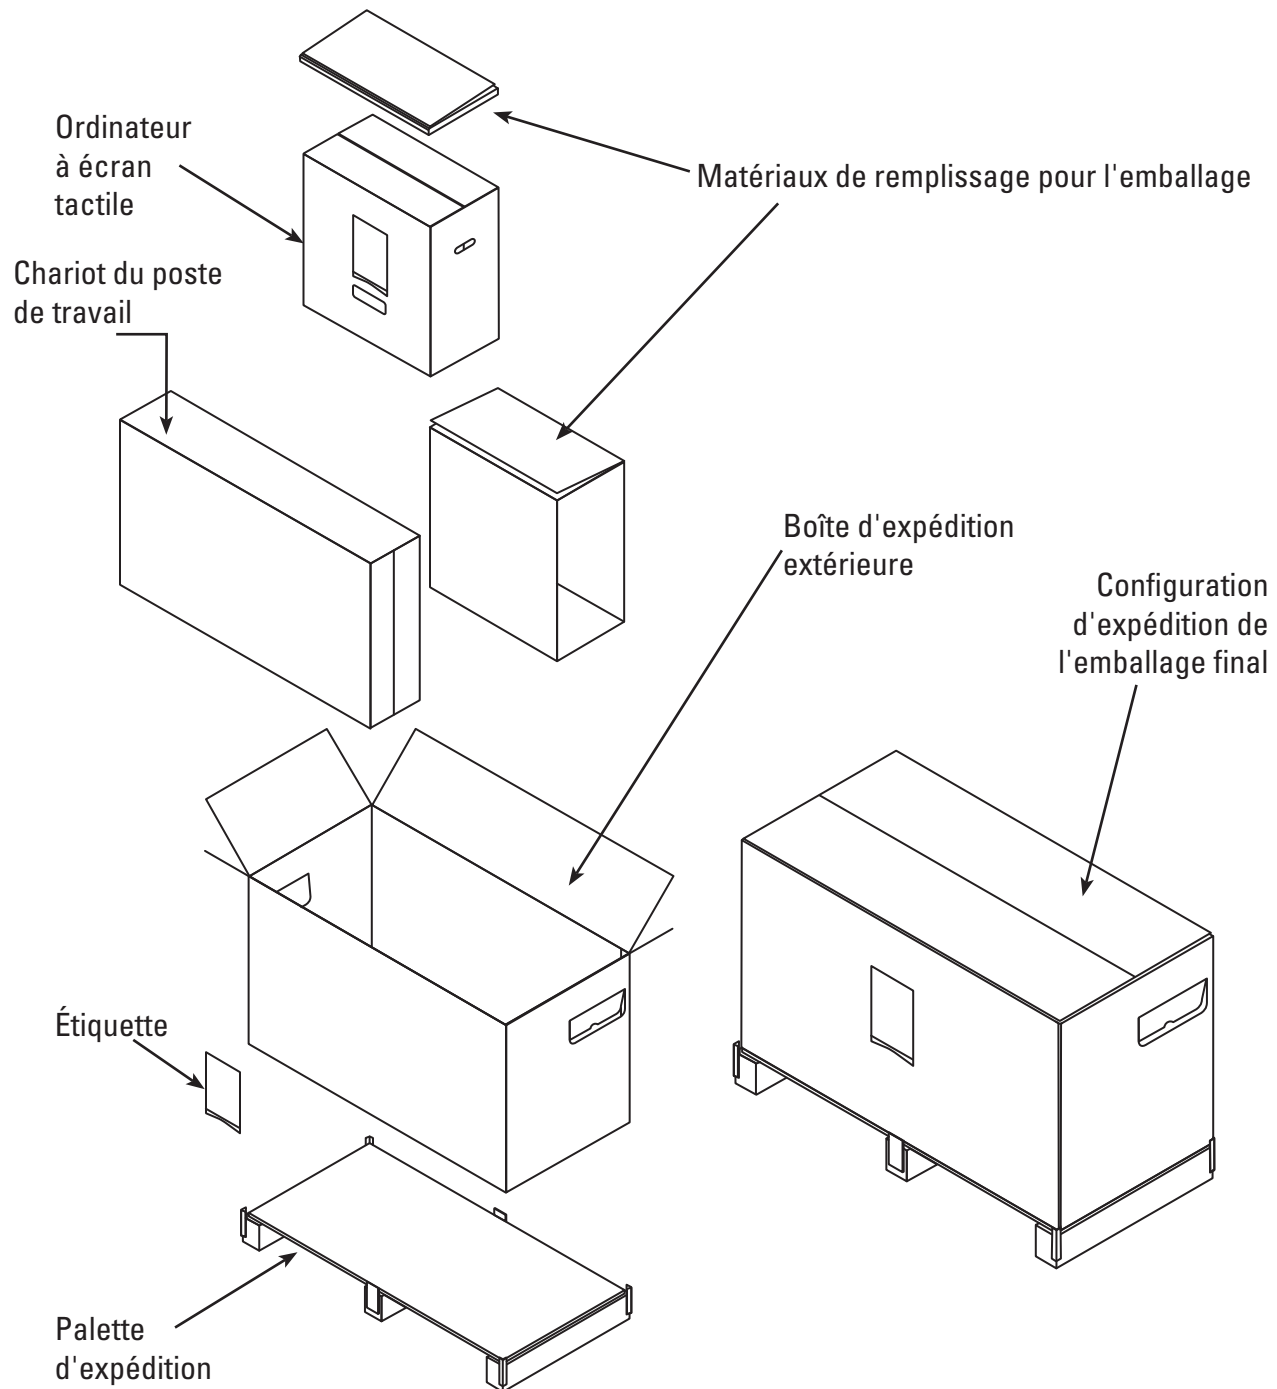 Ordinateur
à écran
tactile
Matériaux de remplissage pour l'emballage
Chariot du poste
de travail
Boîte d'expédition
extérieure
Configuration
d'expédition de
l'emballage final
Étiquette
Palette
d'expédition